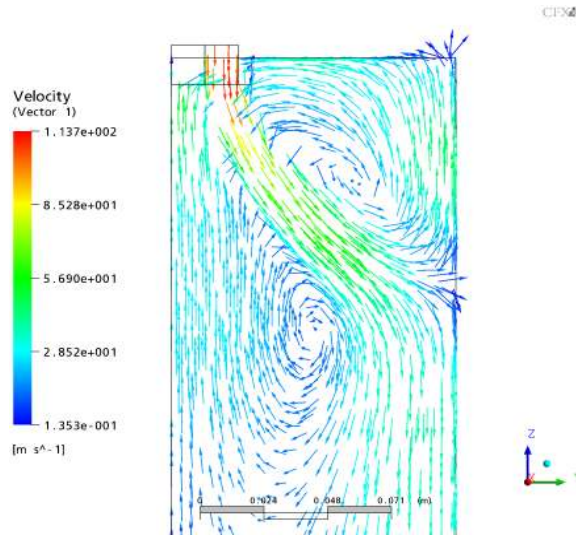 CFX
Velocity
(Vector 1)
1.137e+002
8.528e+001
5.690e+001
2.852e+001
1.353e-001
[m s^-1]
Z
X
Y
0 0.024 0.048 0.071 (m)